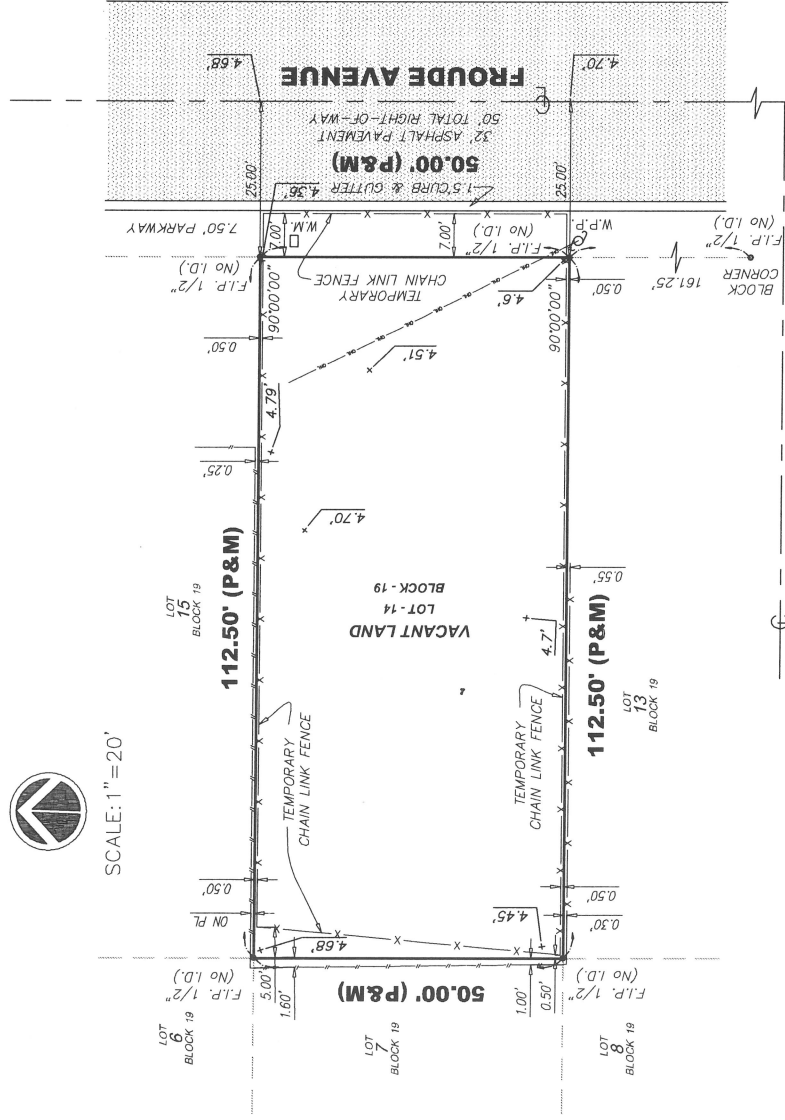 4.68'
FROUDE AVENUE
4.70'
50' TOTAL RIGHT-OF-WAY
32' ASPHALT PAVEMENT
50.00' (P&M)
1.5' CURB & GUTTER
25.00'
25.00'
4.36'
7.50' PARKWAY
W.M.
7.00'
7.00'
F.I.P. 1/2"
(No I.D.)
W.P.P.
F.I.P. 1/2"
(No I.D.)
F.I.P. 1/2"
(No I.D.)
TEMPORARY
CHAIN LINK FENCE
BLOCK
CORNER
161.25'
0.50'
4.6'
90°00'00"
90°00'00"
0.50'
4.51'
4.79'
0.25'
4.70'
112.50' (P&M)
LOT
15
BLOCK 19
VACANT LAND
LOT - 14
BLOCK - 19
0.55'
4.7'
112.50' (P&M)
LOT
13
BLOCK 19
TEMPORARY
CHAIN LINK FENCE
TEMPORARY
CHAIN LINK FENCE
SCALE: 1"=20'
0.50'
ON PL
4.68'
4.45'
0.50'
0.30'
F.I.P. 1/2"
(No I.D.)
5.00'
1.60'
50.00' (P&M)
1.00'
0.50'
F.I.P. 1/2"
(No I.D.)
LOT
6
BLOCK 19
LOT
7
BLOCK 19
LOT
8
BLOCK 19